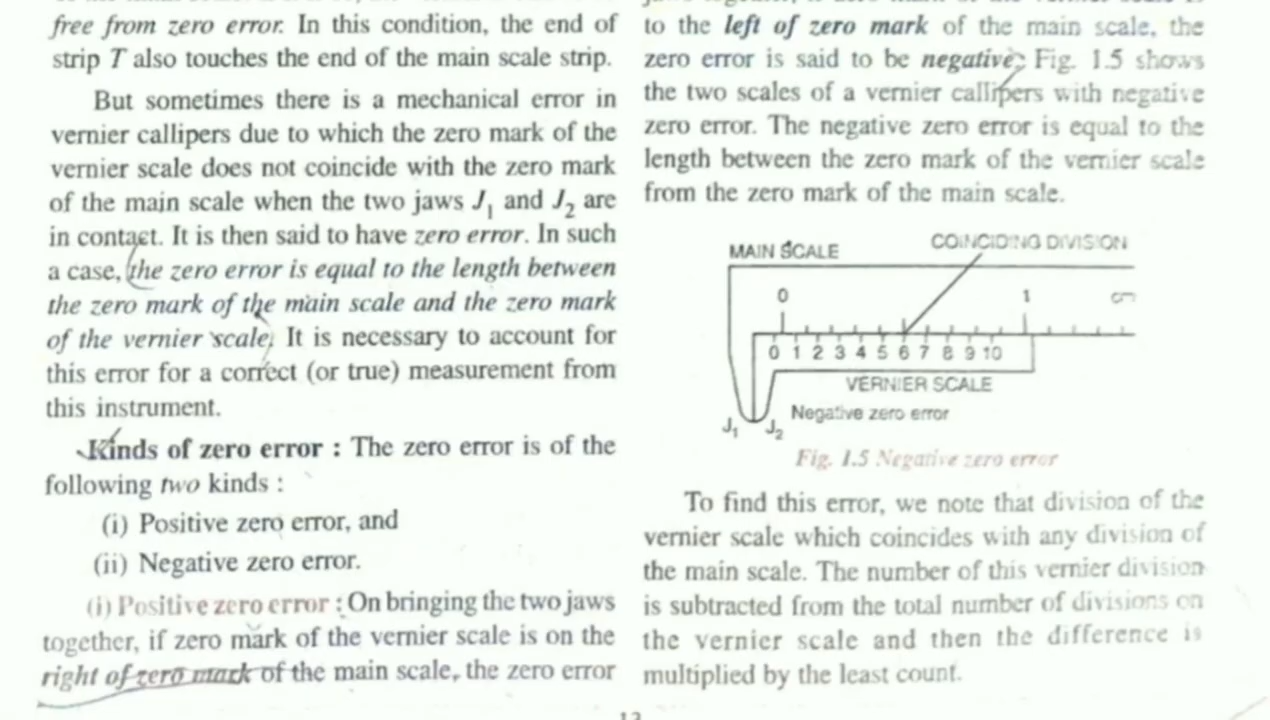 free from zero error. In this condition, the end of
strip T also touches the end of the main scale strip.
But sometimes there is a mechanical error in
vernier callipers due to which the zero mark of the
vernier scale does not coincide with the zero mark
of the main scale when the two jaws J₁ and J₂ are
in contact. It is then said to have zero error. In such
a case, the zero error is equal to the length between
the zero mark of the main scale and the zero mark
of the vernier scale. It is necessary to account for
this error for a correct (or true) measurement from
this instrument.
Kinds of zero error : The zero error is of the
following two kinds :
(i) Positive zero error, and
(ii) Negative zero error.
(i) Positive zero error : On bringing the two jaws
together, if zero mark of the vernier scale is on the
right of zero mark of the main scale, the zero error
to the left of zero mark of the main scale, the
zero error is said to be negative. Fig. 1.5 shows
the two scales of a vernier callipers with negative
zero error. The negative zero error is equal to the
length between the zero mark of the vernier scale
from the zero mark of the main scale.
MAIN SCALE
COINCIDING DIVISION
0 1
0 1 2 3 4 5 6 7 8 9 10
VERNIER SCALE
Negative zero error
J₁ J₂
Fig. 1.5 Negative zero error
To find this error, we note that division of the
vernier scale which coincides with any division of
the main scale. The number of this vernier division
is subtracted from the total number of divisions on
the vernier scale and then the difference is
multiplied by the least count.